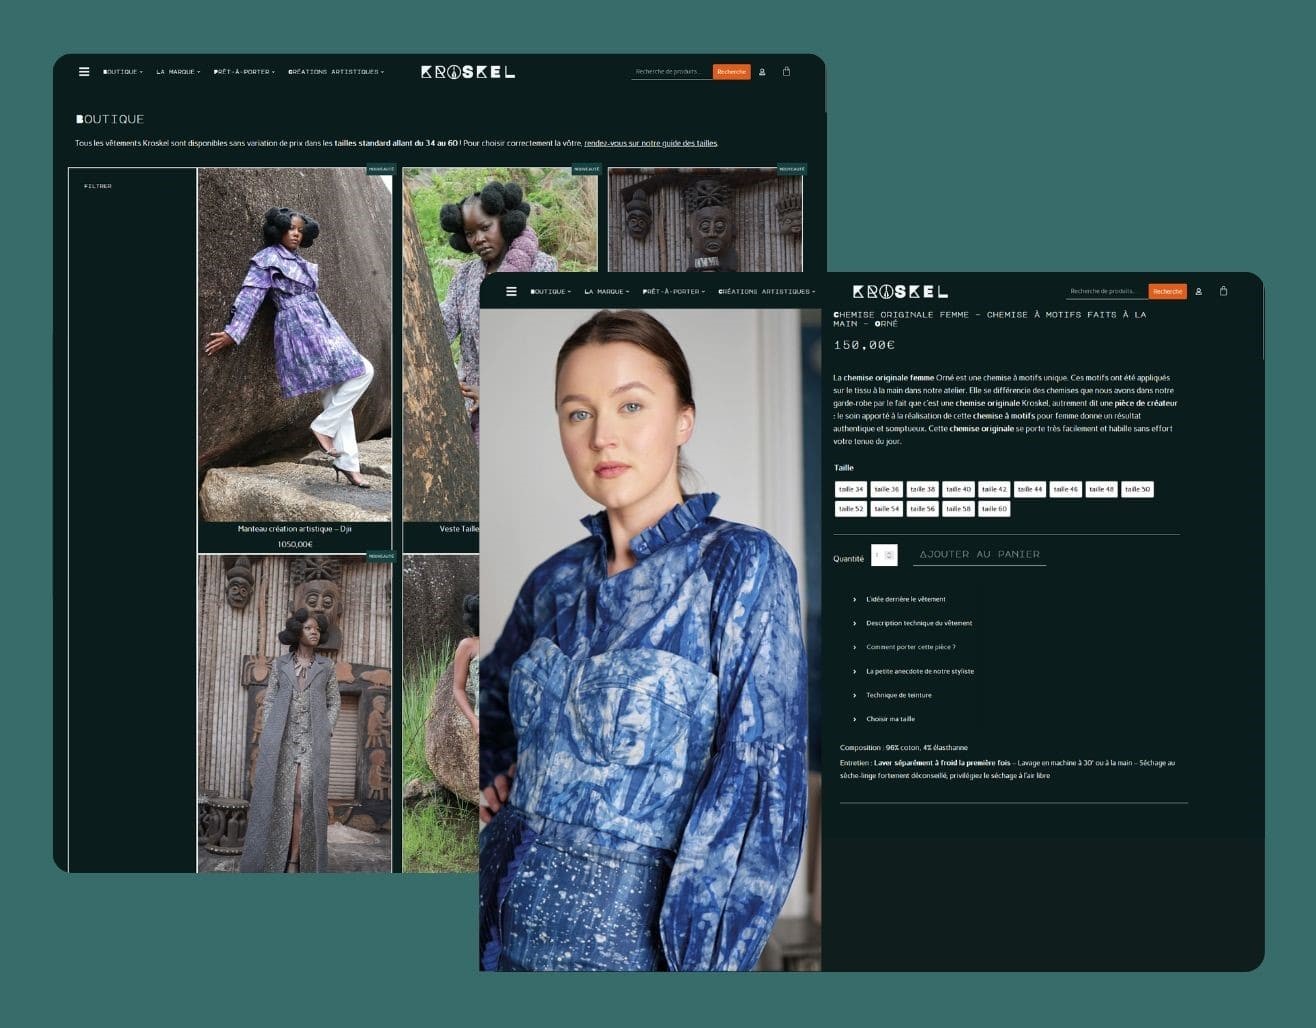 BOUTIQUE
LA MARQUE
PRÊT-À-PORTER
CRÉATIONS ARTISTIQUES
KROSKEL
Recherche de produits...
Recherche
BOUTIQUE
Tous les vêtements Kroskel sont disponibles sans variation de prix dans les tailles standard allant du 34 au 60 ! Pour choisir correctement la vôtre, rendez-vous sur notre guide des tailles.
FILTRER
NOUVEAUTÉ
NOUVEAUTÉ
NOUVEAUTÉ
Manteau création artistique – Djii
1050,00€
Veste Taille
NOUVEAUTÉ
BOUTIQUE
LA MARQUE
PRÊT-À-PORTER
CRÉATIONS ARTISTIQUES
KROSKEL
Recherche de produits...
Recherche
CHEMISE ORIGINALE FEMME – CHEMISE À MOTIFS FAITS À LA
MAIN – ORNÉ
150,00€
La chemise originale femme Orné est une chemise à motifs unique. Ces motifs ont été appliqués
sur le tissu à la main dans notre atelier. Elle se différencie des chemises que nous avons dans notre
garde-robe par le fait que c'est une chemise originale Kroskel, autrement dit une pièce de créateur
: le soin apporté à la réalisation de cette chemise à motifs pour femme donne un résultat
authentique et somptueux. Cette chemise originale se porte très facilement et habille sans effort
votre tenue du jour.
Taille
taille 34 taille 36 taille 38 taille 40 taille 42 taille 44 taille 46 taille 48 taille 50
taille 52 taille 54 taille 56 taille 58 taille 60
Quantité 1 AJOUTER AU PANIER
L'idée derrière le vêtement
Description technique du vêtement
Comment porter cette pièce ?
La petite anecdote de notre styliste
Technique de teinture
Choisir ma taille
Composition : 96% coton, 4% élasthanne
Entretien : Laver séparément à froid la première fois – Lavage en machine à 30° ou à la main – Séchage au
sèche-linge fortement déconseillé, privilégiez le séchage à l'air libre